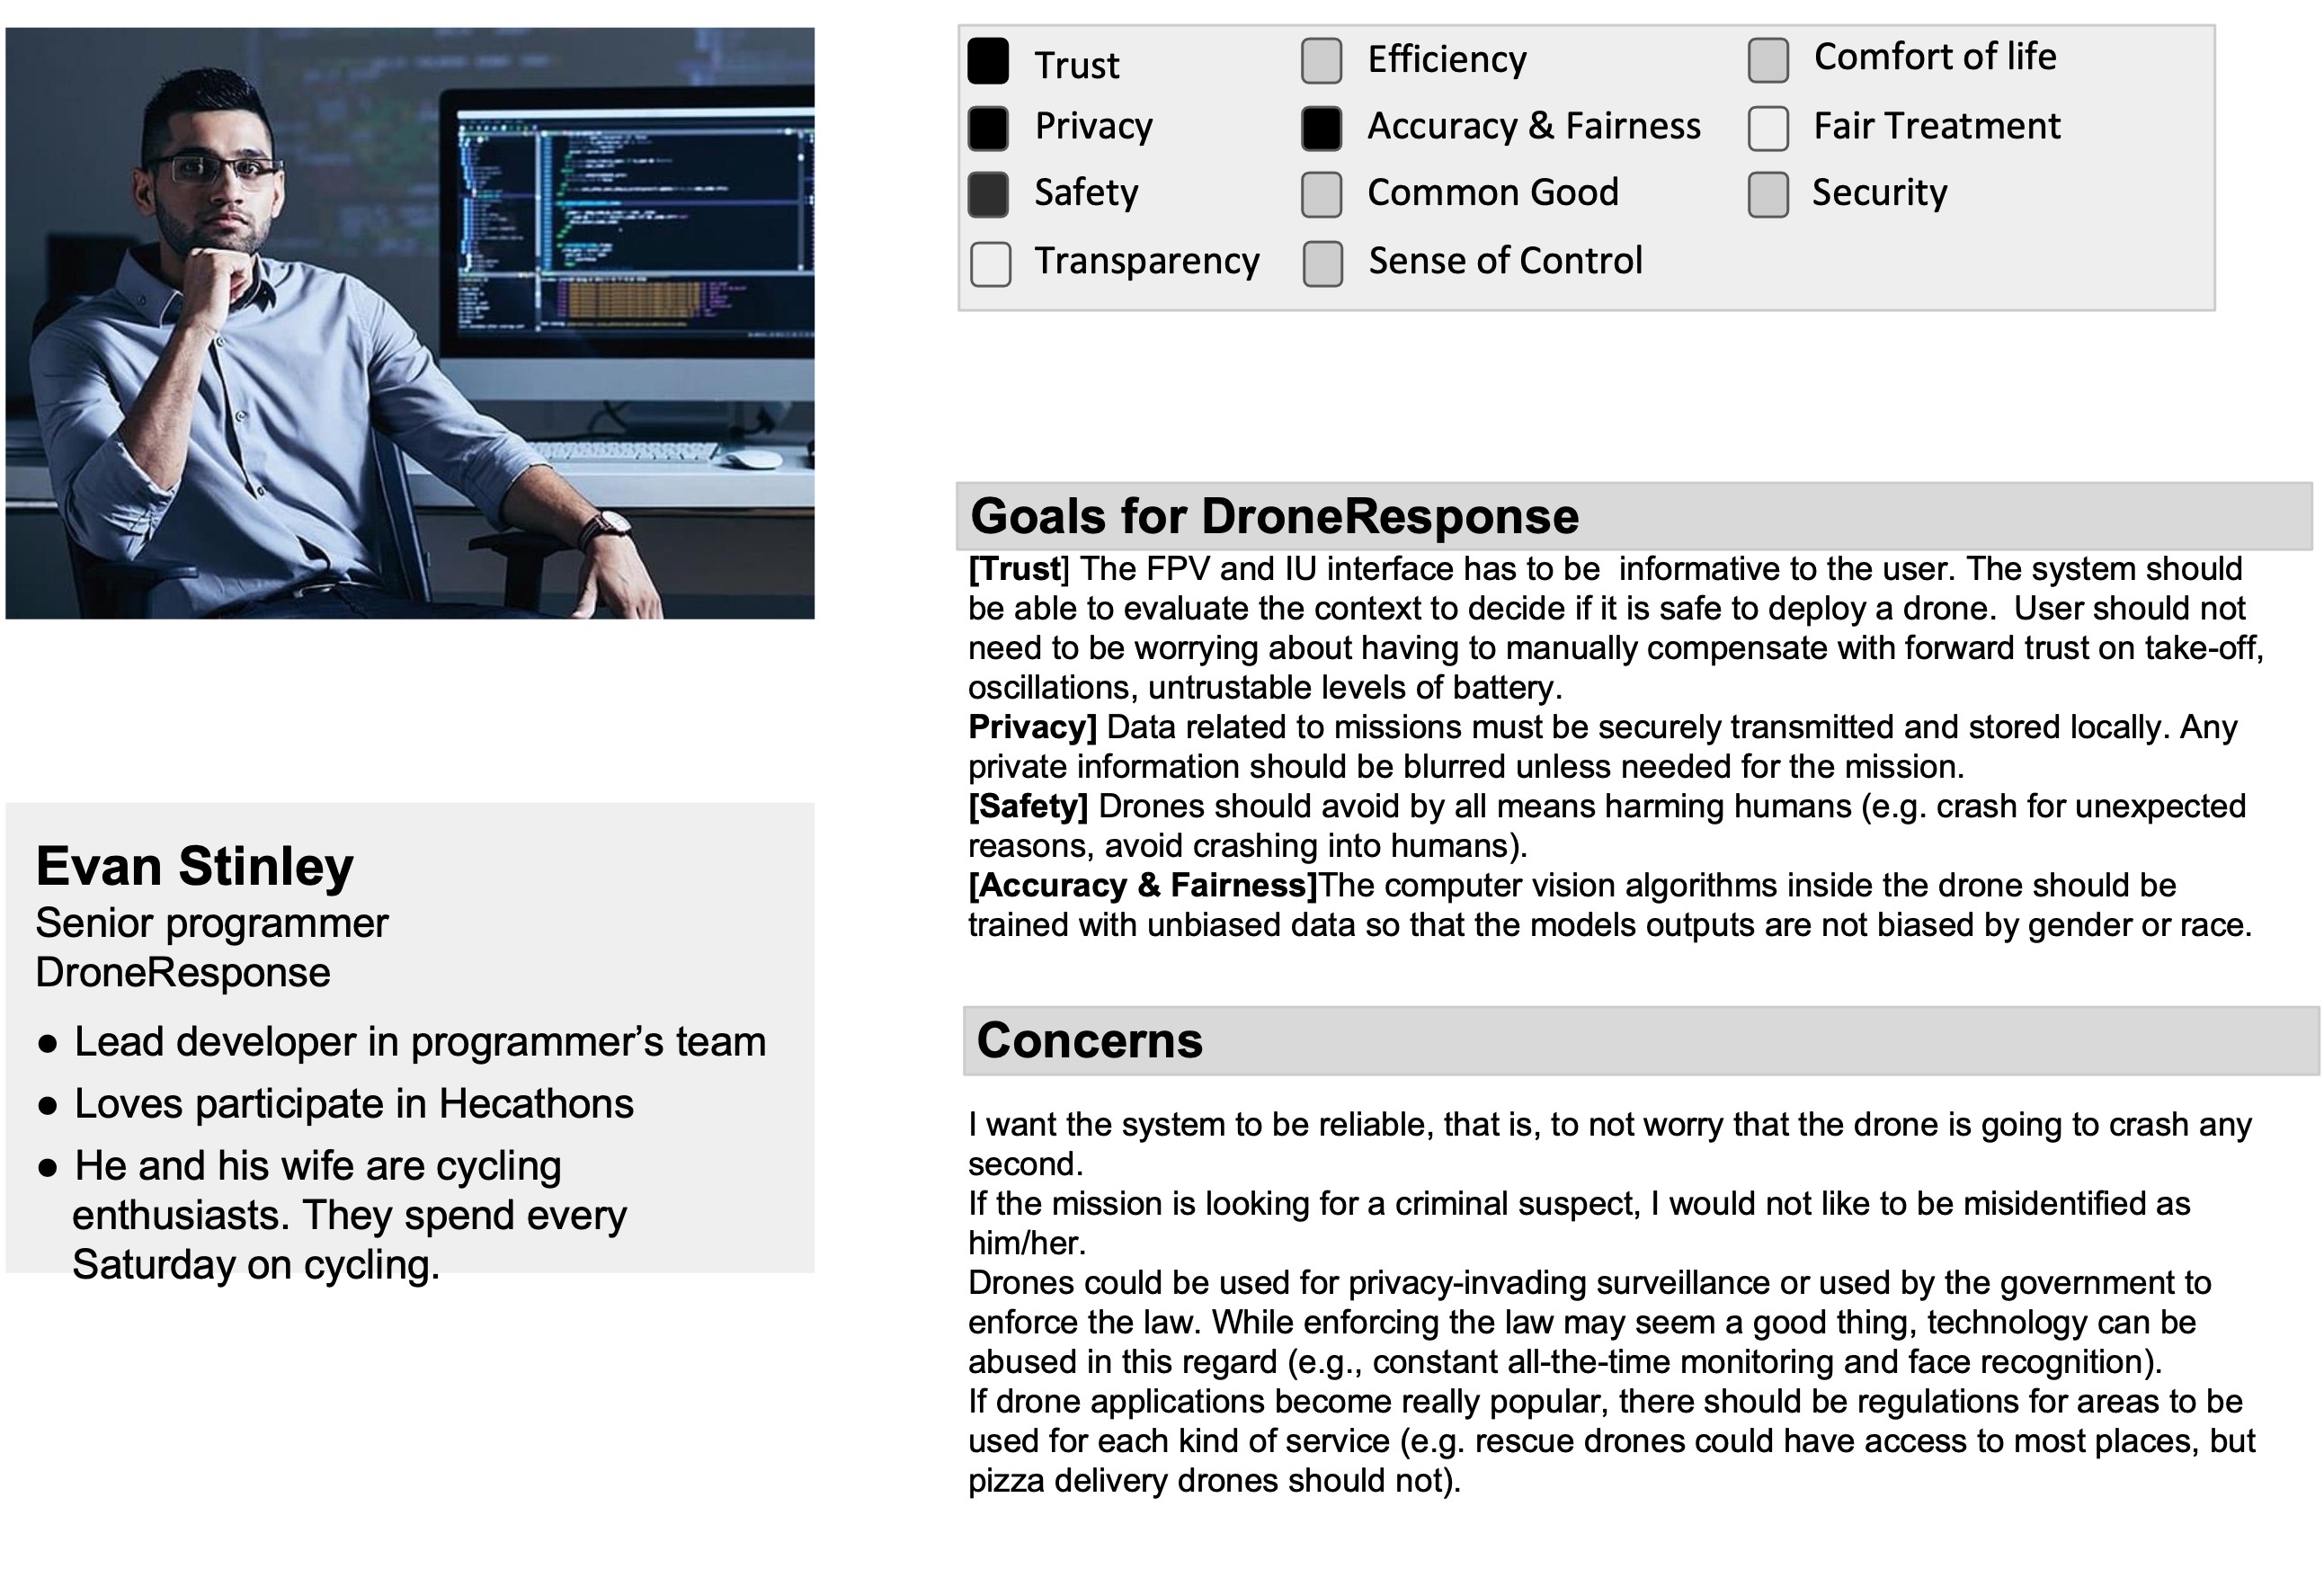 Trust
Efficiency
Comfort of life
Privacy
Accuracy & Fairness
Fair Treatment
Safety
Common Good
Security
Transparency
Sense of Control
Goals for DroneResponse
[Trust] The FPV and IU interface has to be  informative to the user. The system should
be able to evaluate the context to decide if it is safe to deploy a drone.  User should not
need to be worrying about having to manually compensate with forward trust on take-off,
oscillations, untrustable levels of battery.
Privacy] Data related to missions must be securely transmitted and stored locally. Any
private information should be blurred unless needed for the mission.
[Safety] Drones should avoid by all means harming humans (e.g. crash for unexpected
reasons, avoid crashing into humans).
[Accuracy & Fairness]The computer vision algorithms inside the drone should be
trained with unbiased data so that the models outputs are not biased by gender or race.
Evan Stinley
Senior programmer
DroneResponse
● Lead developer in programmer’s team
● Loves participate in Hecathons
● He and his wife are cycling
enthusiasts. They spend every
Saturday on cycling.
Concerns
I want the system to be reliable, that is, to not worry that the drone is going to crash any
second.
If the mission is looking for a criminal suspect, I would not like to be misidentified as
him/her.
Drones could be used for privacy-invading surveillance or used by the government to
enforce the law. While enforcing the law may seem a good thing, technology can be
abused in this regard (e.g., constant all-the-time monitoring and face recognition).
If drone applications become really popular, there should be regulations for areas to be
used for each kind of service (e.g. rescue drones could have access to most places, but
pizza delivery drones should not).